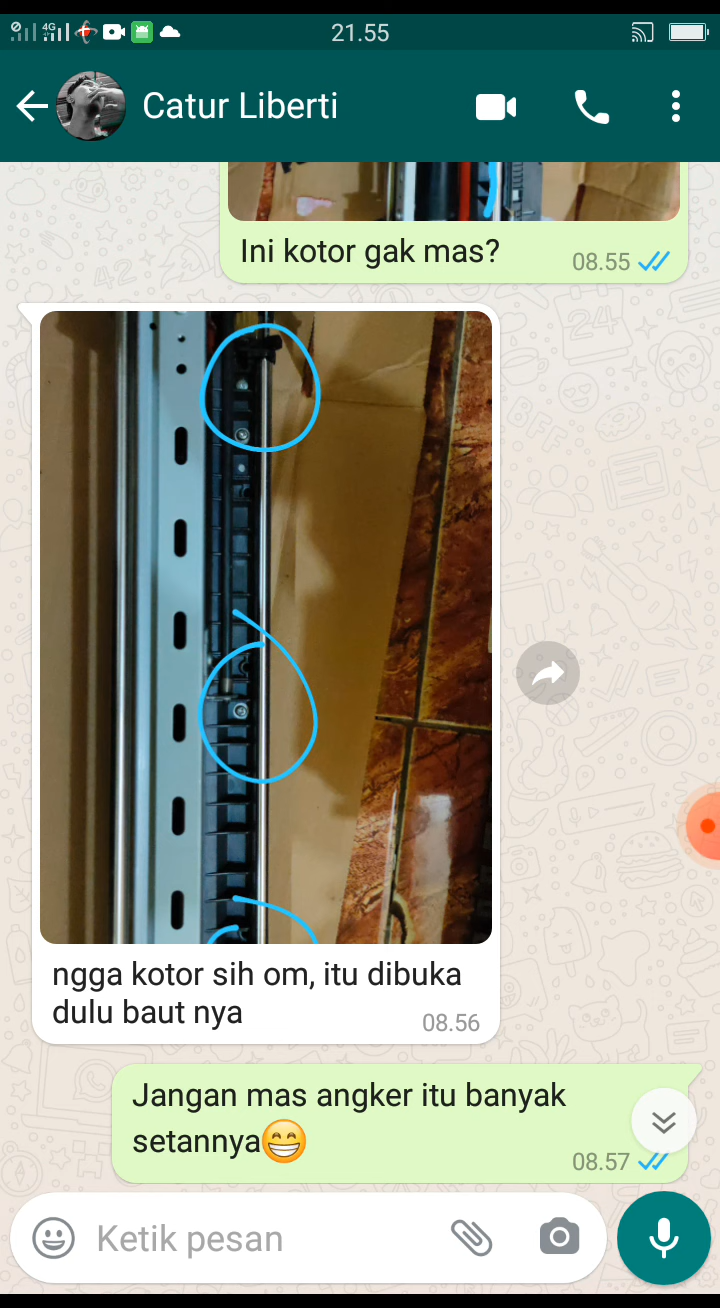 4G
21.55
Catur Liberti
Ini kotor gak mas?
08.55
ngga kotor sih om, itu dibuka
dulu baut nya
08.56
Jangan mas angker itu banyak
setannya😁
08.57
Ketik pesan